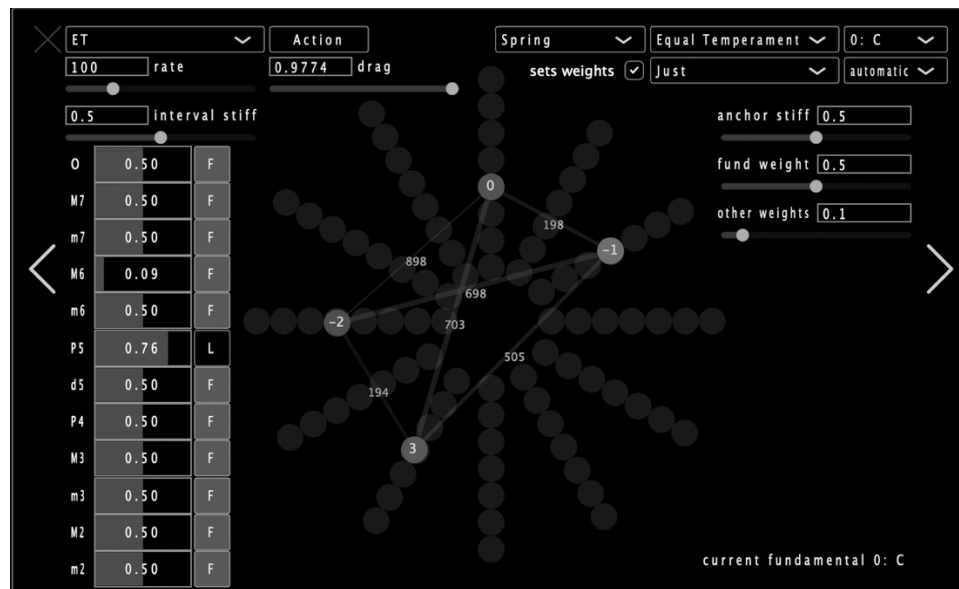 ET Action Spring Equal Temperament 0: C
100 rate 0.9774 drag sets weights Just automatic
0.5 interval stiff anchor stiff 0.5
O 0.50 F fund weight 0.5
M7 0.50 F other weights 0.1
m7 0.50 F
M6 0.09 F
m6 0.50 F
P5 0.76 L
d5 0.50 F
P4 0.50 F
M3 0.50 F
m3 0.50 F
M2 0.50 F
m2 0.50 F
0
198
-1
898
698
-2
703
505
194
3
current fundamental 0: C